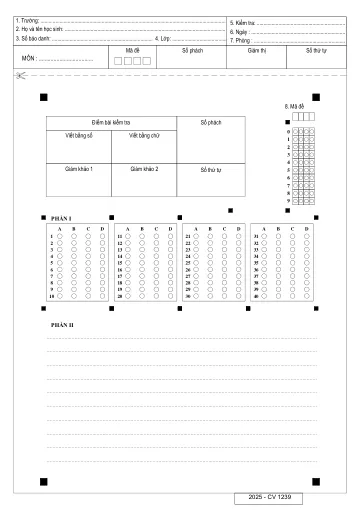 1. Trường: ........................................................ 5. Kiểm tra: ................................
2. Họ và tên học sinh: ........................................ 6. Ngày : ................................
3. Số báo danh: ........................................ 4. Lớp: ................ 7. Phòng : ................................
MÔN : ............................ Mã đề Số phách Giám thị Số thứ tự
8. Mã đề
Điểm bài kiểm tra Số phách
Viết bằng số Viết bằng chữ
Giám khảo 1 Giám khảo 2 Số thứ tự
0
1
2
3
4
5
6
7
8
9
PHẦN I
A B C D A B C D A B C D A B C D
1 11 21 31
2 12 22 32
3 13 23 33
4 14 24 34
5 15 25 35
6 16 26 36
7 17 27 37
8 18 28 38
9 19 29 39
10 20 30 40
PHẦN II
2025 - CV 1239